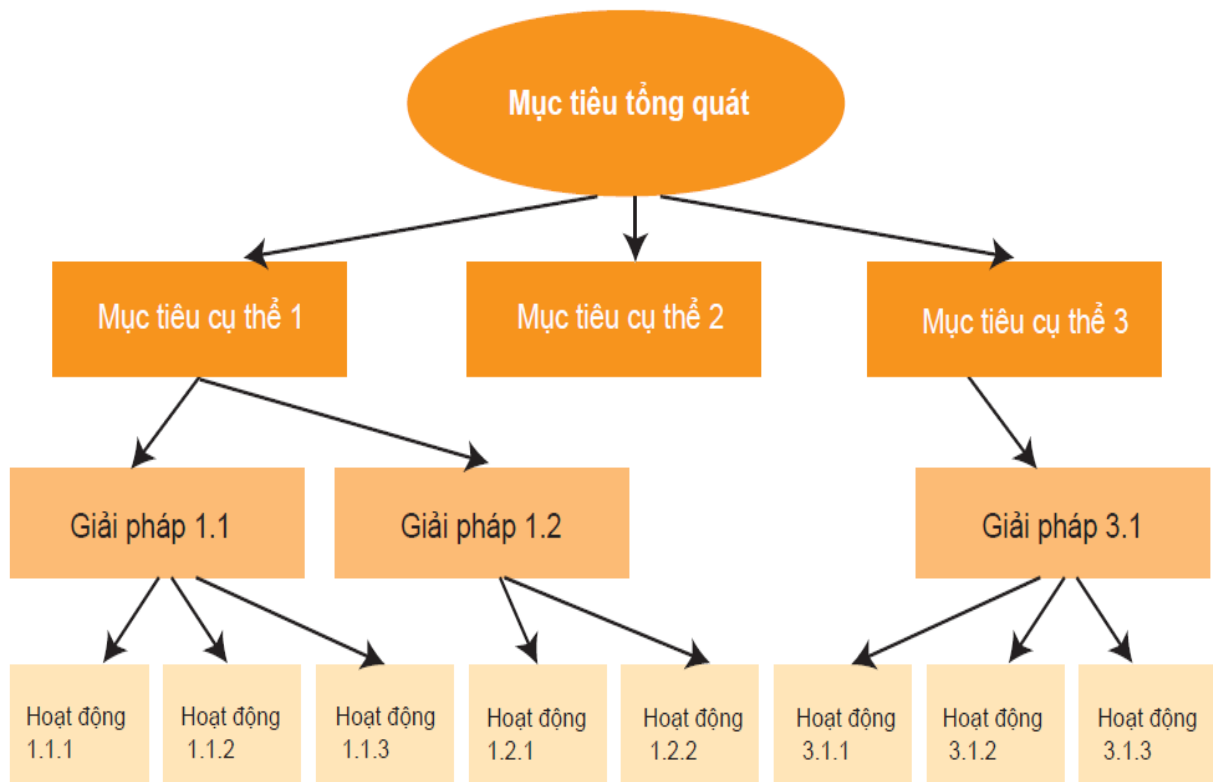 Mục tiêu tổng quát
Mục tiêu cụ thể 1
Mục tiêu cụ thể 2
Mục tiêu cụ thể 3
Giải pháp 1.1
Giải pháp 1.2
Giải pháp 3.1
Hoạt động
1.1.1
Hoạt động
1.1.2
Hoạt động
1.1.3
Hoạt động
1.2.1
Hoạt động
1.2.2
Hoạt động
3.1.1
Hoạt động
3.1.2
Hoạt động
3.1.3